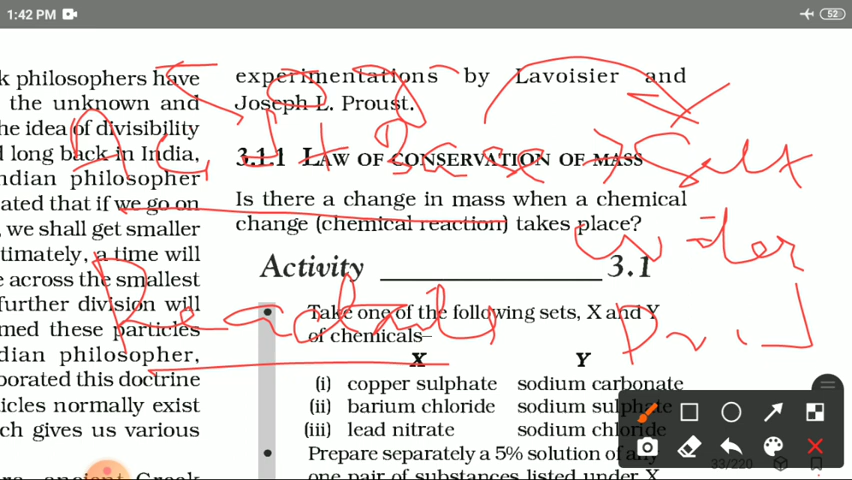 1:42 PM 52
k philosophers have
the unknown and
he idea of divisibility
d long back in India,
ndian philosopher
ated that if we go on
, we shall get smaller
timately, a time will
e across the smallest
further division will
med these particles
dian philosopher,
porated this doctrine
icles normally exist
ch gives us various
experimentations by Lavoisier and
Joseph L. Proust.
3.1.1 LAW OF CONSERVATION OF MASS
Is there a change in mass when a chemical
change (chemical reaction) takes place?
Activity 3.1
• Take one of the following sets, X and Y
of chemicals–
X Y
(i) copper sulphate sodium carbonate
(ii) barium chloride sodium sulphate
(iii) lead nitrate sodium chloride
• Prepare separately a 5% solution of any
one pair of substances listed under X
Acid + Base → Salt
33/220